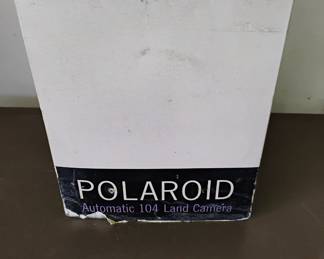 POLAROID
Automatic 104 Land Camera